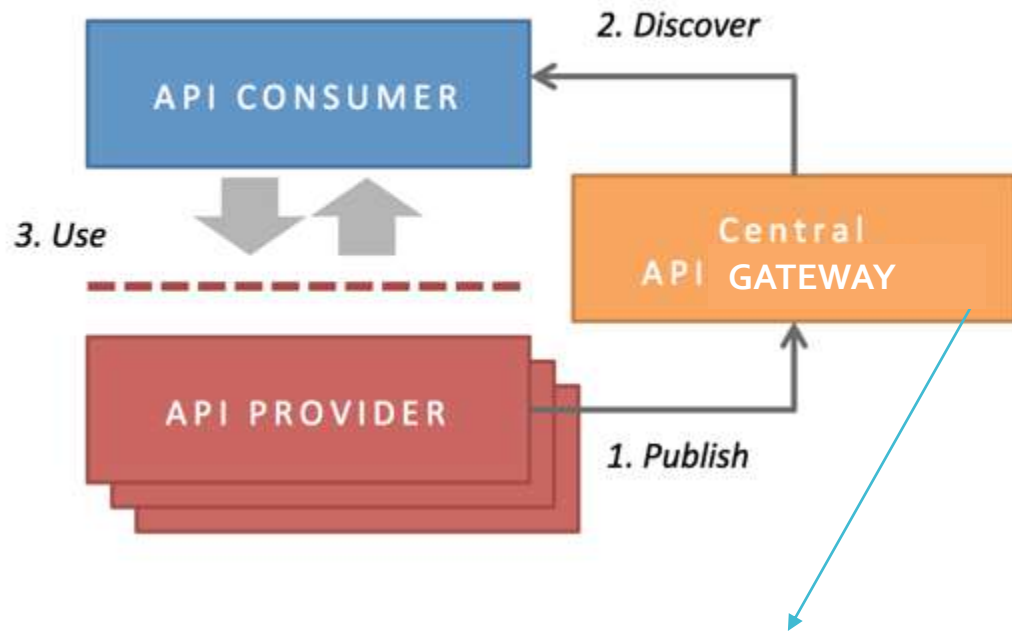 2. Discover
API CONSUMER
3. Use
Central
API GATEWAY
API PROVIDER
1. Publish